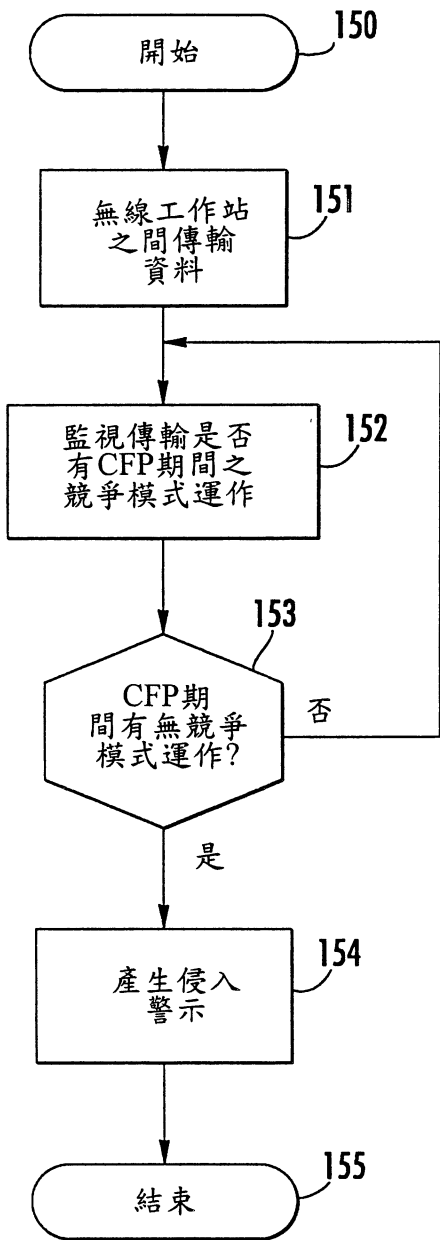 開始
150
無線工作站
之間傳輸
資料
151
監視傳輸是否
有CFP期間之
競爭模式運作
152
153
CFP期
間有無競爭
模式運作?
否
是
產生侵入
警示
154
結束
155